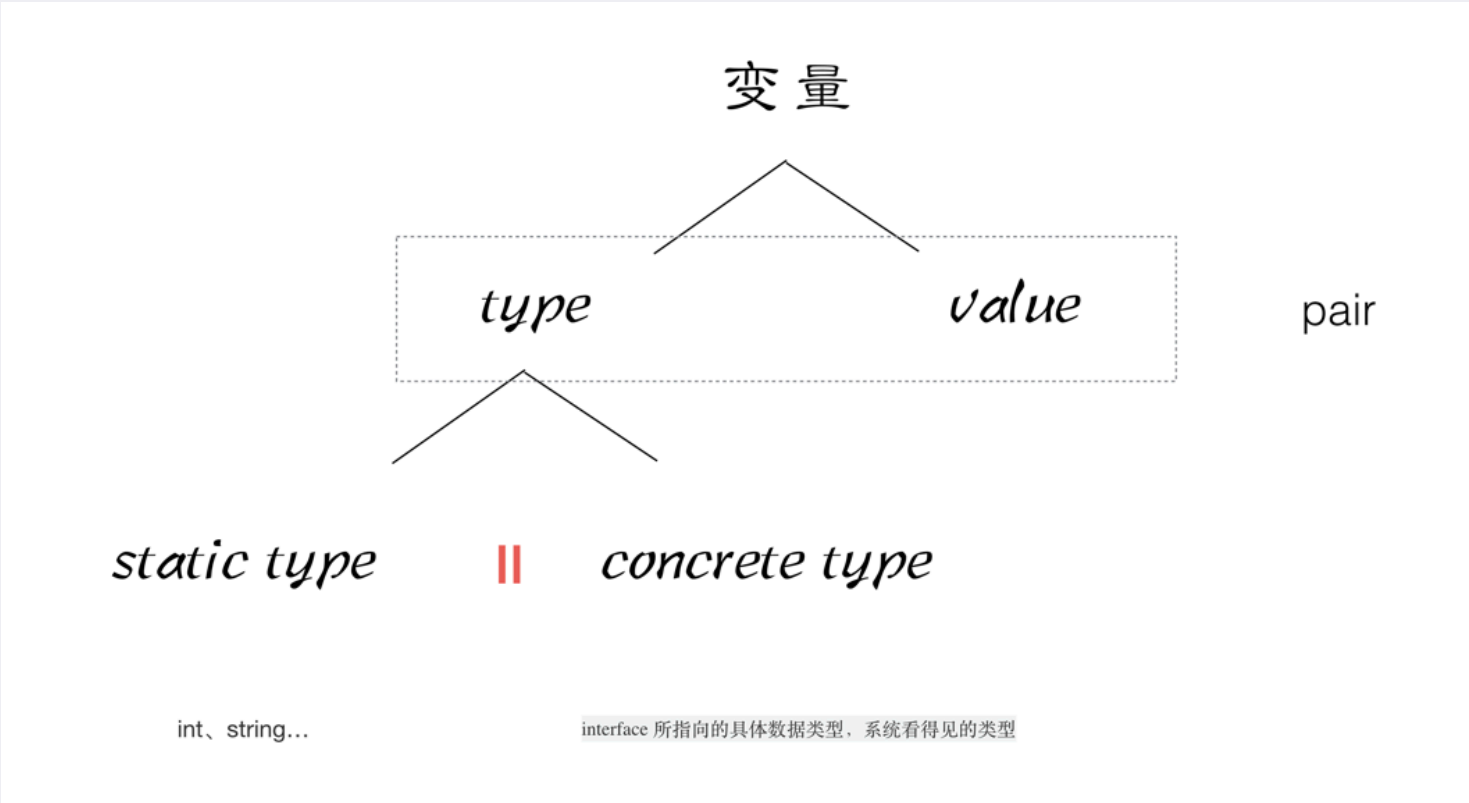 变量
type value pair
static type || concrete type
int、string...
interface 所指向的具体数据类型，系统看得见的类型